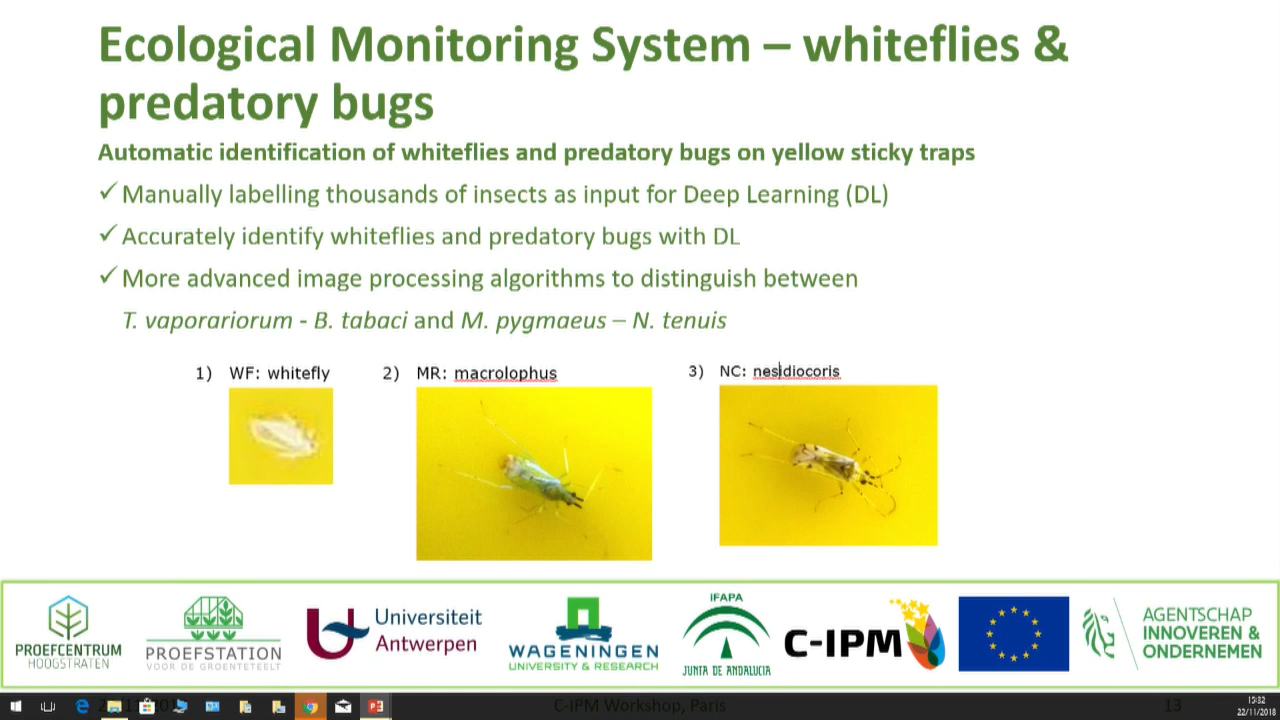 Ecological Monitoring System – whiteflies &
predatory bugs
Automatic identification of whiteflies and predatory bugs on yellow sticky traps
✓ Manually labelling thousands of insects as input for Deep Learning (DL)
✓ Accurately identify whiteflies and predatory bugs with DL
✓ More advanced image processing algorithms to distinguish between
T. vaporariorum - B. tabaci and M. pygmaeus – N. tenuis
1) WF: whitefly
2) MR: macrolophus
3) NC: nesidiocoris
PROEFCENTRUM
HOOGSTRATEN
PROEFSTATION
VOOR DE GROENTETEELT
Universiteit
Antwerpen
WAGENINGEN
UNIVERSITY & RESEARCH
IFAPA
JUNTA DE ANDALUCIA
C-IPM
AGENTSCHAP
INNOVEREN &
ONDERNEMEN
C-IPM Workshop, Paris
13
15:32
22/11/2018